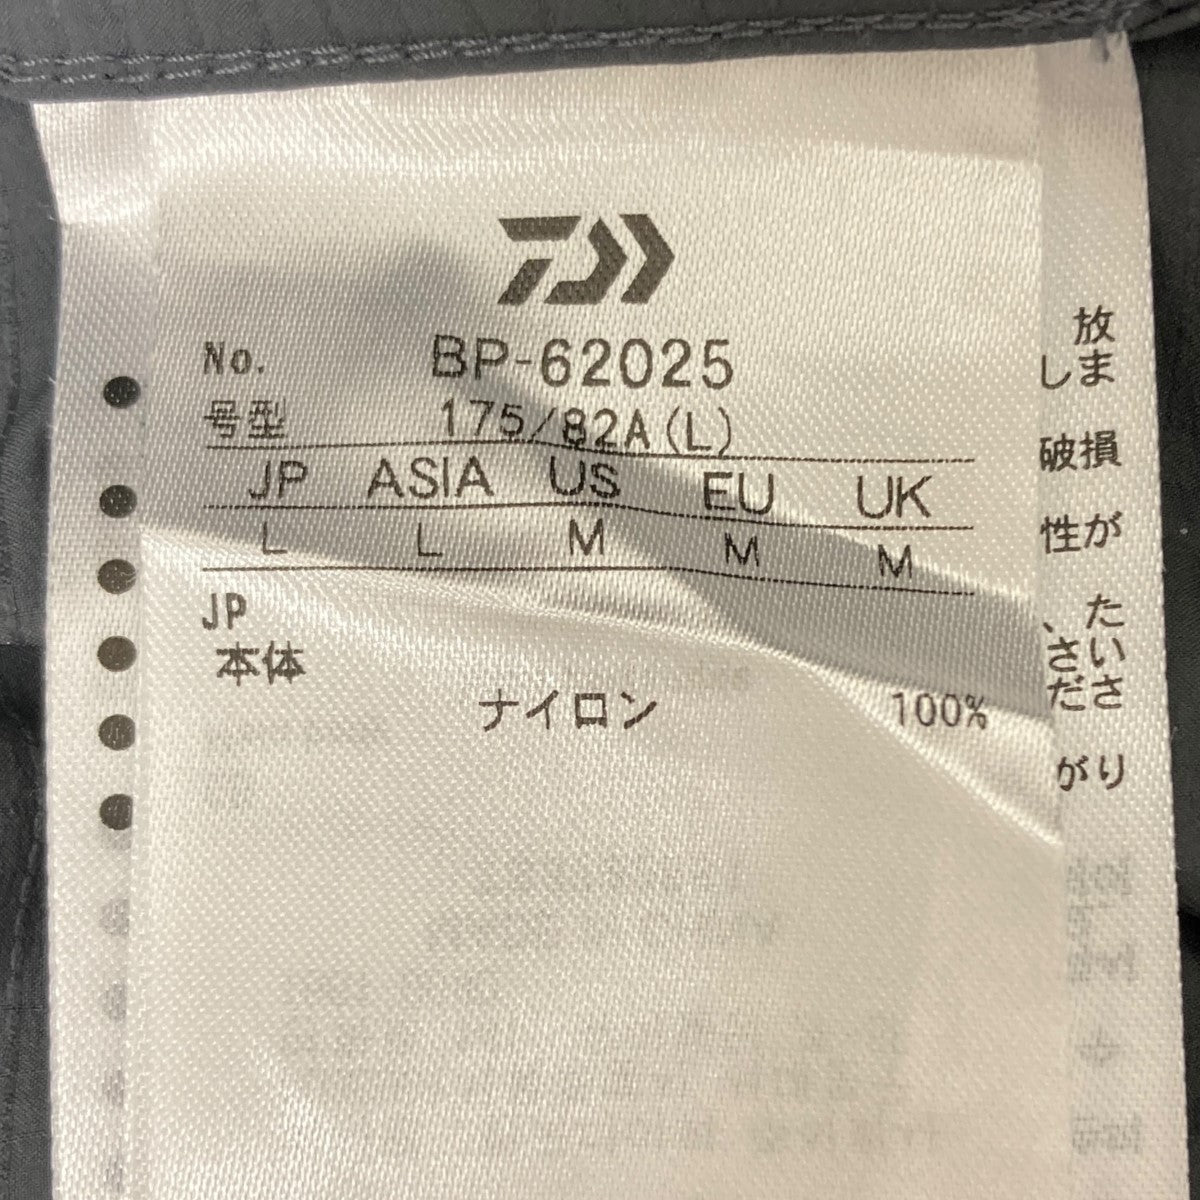 No. BP-62025
号型 175/82A(L)
JP ASIA US EU UK
L L M M M
JP
本体
ナイロン 100%
放
しま
破損
性が
、た
さい
ださ
がり